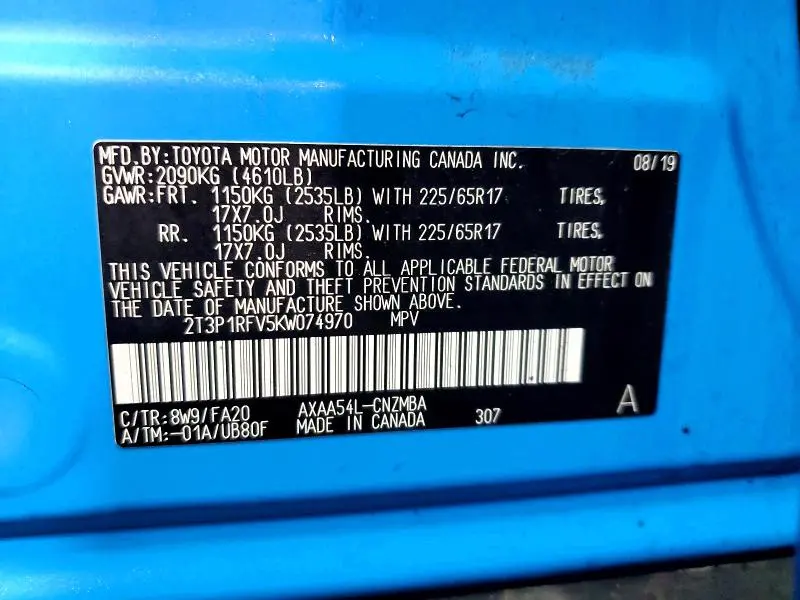 MFD.BY:TOYOTA MOTOR MANUFACTURING CANADA INC. 08/19
GVWR:2090KG (4610LB)
GAWR:FRT. 1150KG (2535LB) WITH 225/65R17 TIRES,
17X7.0J RIMS.
RR. 1150KG (2535LB) WITH 225/65R17 TIRES,
17X7.0J RIMS.
THIS VEHICLE CONFORMS TO ALL APPLICABLE FEDERAL MOTOR
VEHICLE SAFETY AND THEFT PREVENTION STANDARDS IN EFFECT ON
THE DATE OF MANUFACTURE SHOWN ABOVE.
2T3P1RFV5KW074970 MPV
C/TR:8W9/FA20 AXAA54L-CNZMBA 307 A
A/TM:-01A/UB80F MADE IN CANADA